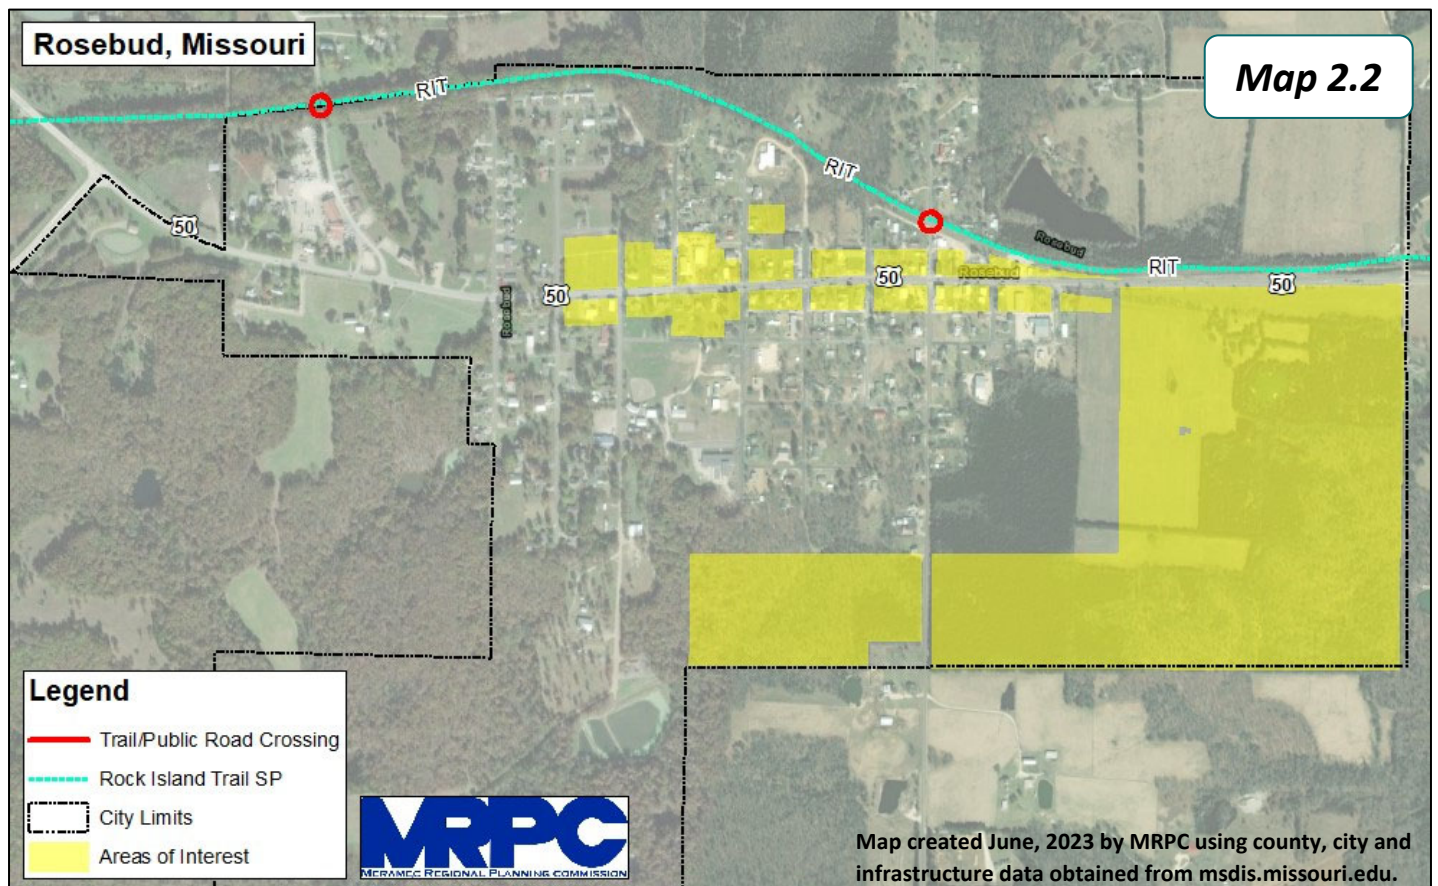 Rosebud, Missouri
Map 2.2
RIT
RIT
Rosebud
50
RIT
Rosebud
50
50
50
Rosebud
Legend
Trail/Public Road Crossing
Rock Island Trail SP
City Limits
Areas of Interest
MRPC
MERAMEC REGIONAL PLANNING COMMISSION
Map created June, 2023 by MRPC using county, city and
infrastructure data obtained from msdis.missouri.edu.